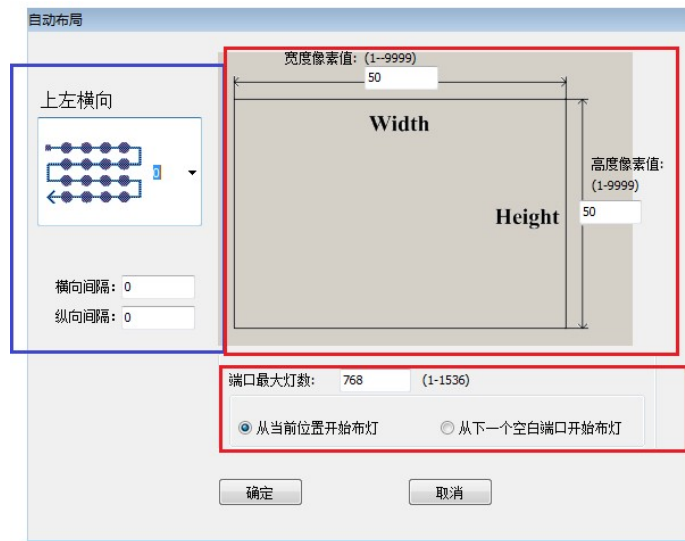 自动布局
上左横向
0
横向间隔: 0
纵向间隔: 0
宽度像素值: (1--9999)
50
Width
高度像素值:
(1-9999)
50
Height
端口最大灯数: 768 (1-1536)
从当前位置开始布灯 从下一个空白端口开始布灯
确定 取消